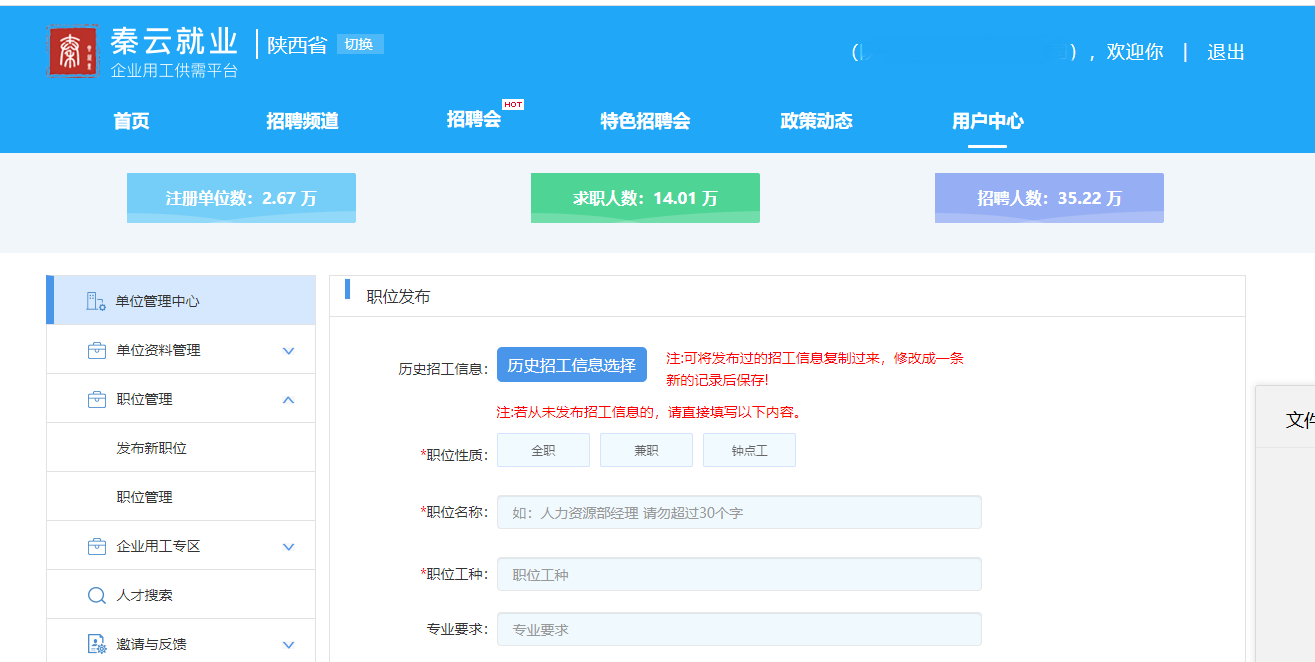 秦云就业
企业用工供需平台
陕西省 切换
( ) ，欢迎你 | 退出
首页 招聘频道 招聘会 HOT 特色招聘会 政策动态 用户中心
注册单位数：2.67 万 求职人数：14.01 万 招聘人数：35.22 万
单位管理中心
单位资料管理
职位管理
发布新职位
职位管理
企业用工专区
人才搜索
邀请与反馈
职位发布
历史招工信息： 历史招工信息选择 注:可将发布过的招工信息复制过来，修改成一条
新的记录后保存!
注:若从未发布招工信息的，请直接填写以下内容。
*职位性质： 全职 兼职 钟点工
*职位名称： 如：人力资源部经理 请勿超过30个字
*职位工种： 职位工种
专业要求： 专业要求
文件